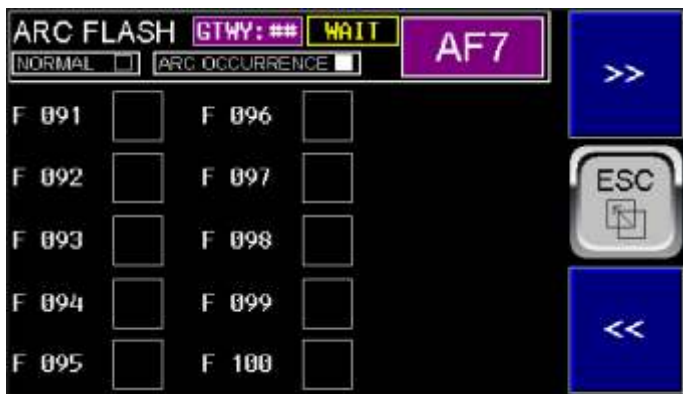 ARC FLASH GTWY:## WAIT AF7
NORMAL ARC OCCURRENCE
>>
F 091 F 096
F 092 F 097
ESC
F 093 F 098
F 094 F 099
<<
F 095 F 100